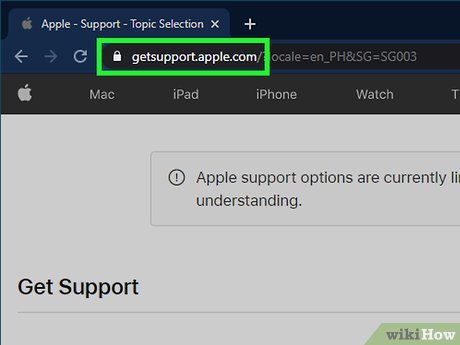 Apple - Support - Topic Selection
getsupport.apple.com/?locale=en_PH&SG=SG003
Mac iPad iPhone Watch T
Apple support options are currently li
understanding.
Get Support
wikiHow